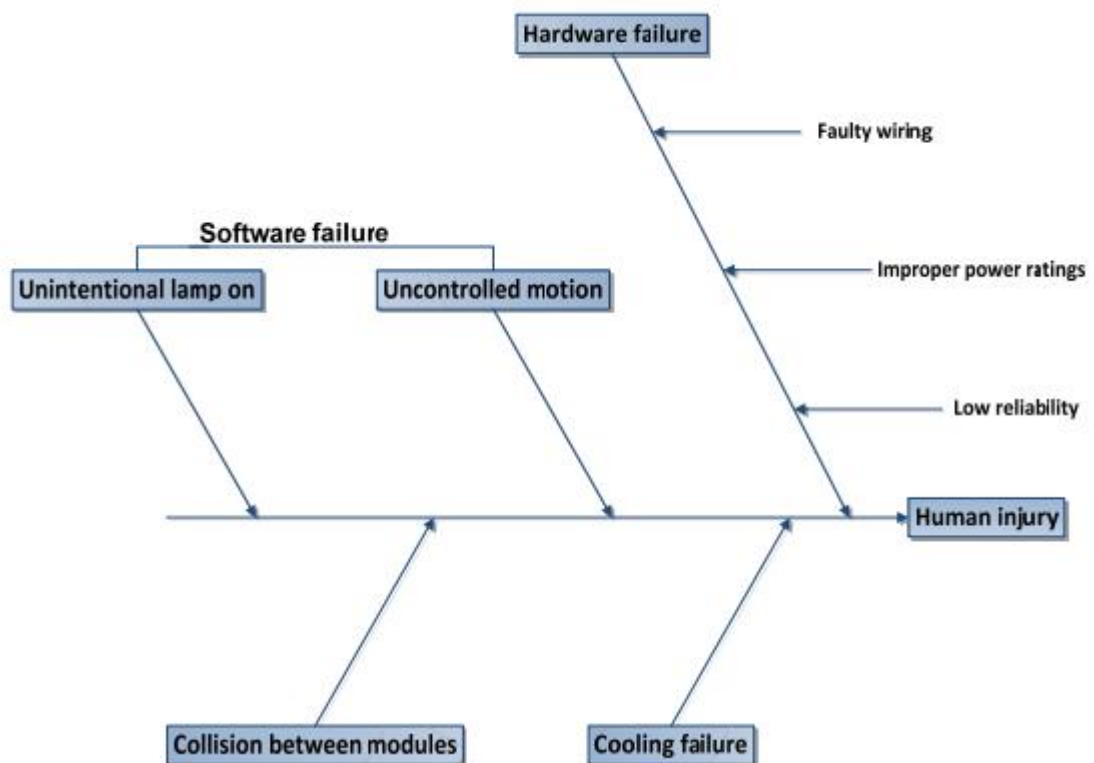 Hardware failure
Faulty wiring
Software failure
Improper power ratings
Unintentional lamp on
Uncontrolled motion
Low reliability
Human injury
Collision between modules
Cooling failure